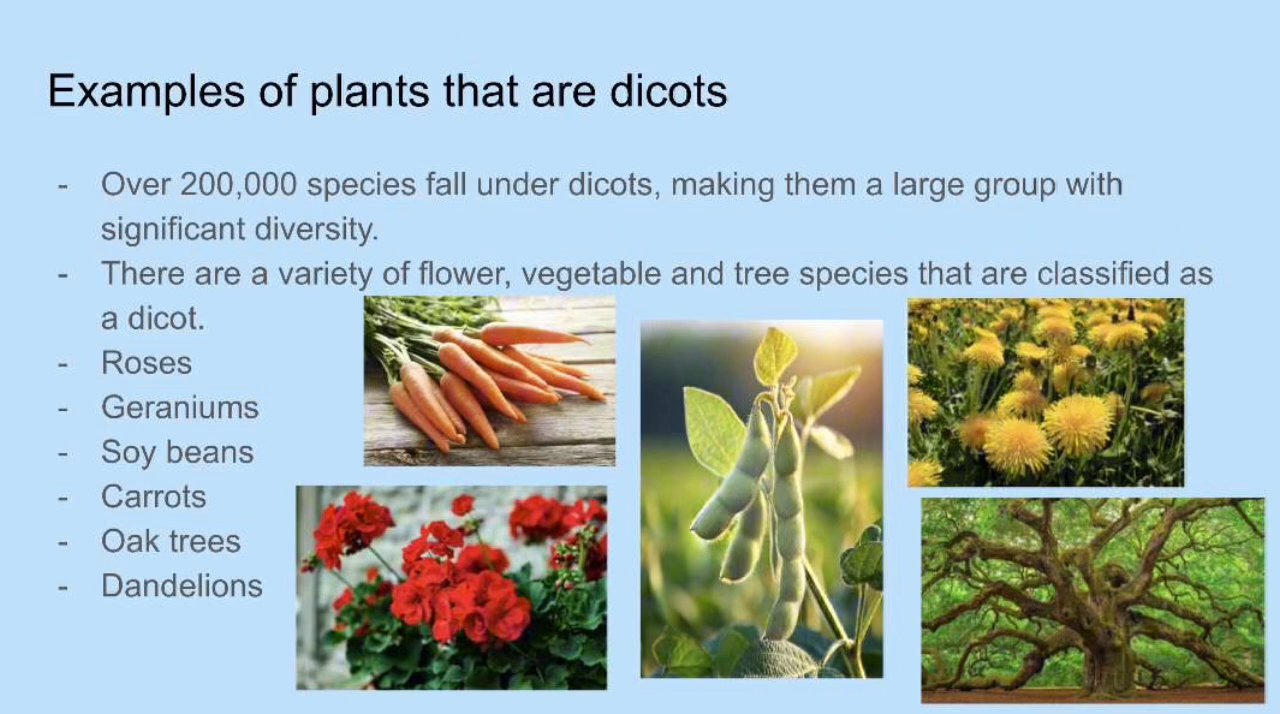 Examples of plants that are dicots
- Over 200,000 species fall under dicots, making them a large group with
significant diversity.
- There are a variety of flower, vegetable and tree species that are classified as
a dicot.
- Roses
- Geraniums
- Soy beans
- Carrots
- Oak trees
- Dandelions